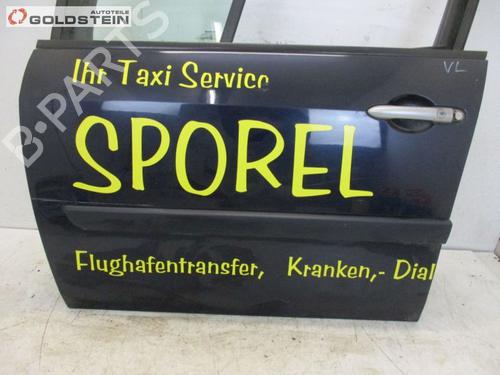 Autoteile
GOLDSTEIN
B-PARTS
VL
Ihr Taxi Service
SPOREL
Flughafentransfer, Kranken,- Dial